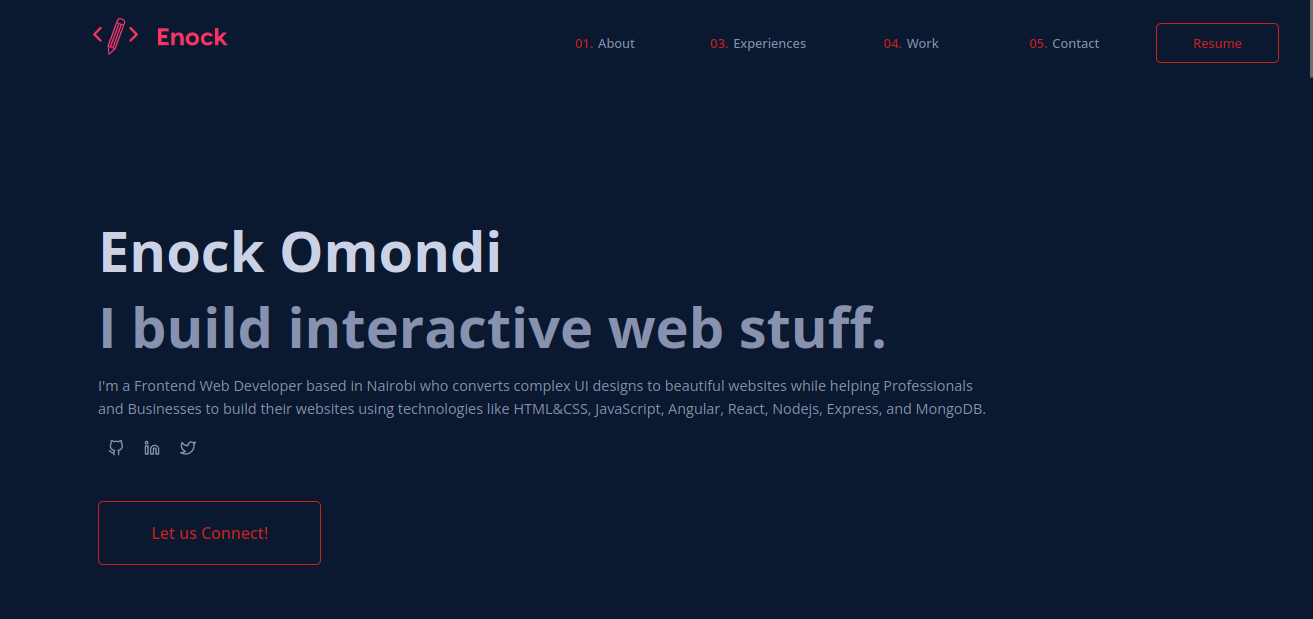 Enock
01. About
03. Experiences
04. Work
05. Contact
Resume
Enock Omondi
I build interactive web stuff.
I'm a Frontend Web Developer based in Nairobi who converts complex UI designs to beautiful websites while helping Professionals
and Businesses to build their websites using technologies like HTML&CSS, JavaScript, Angular, React, Nodejs, Express, and MongoDB.
Let us Connect!